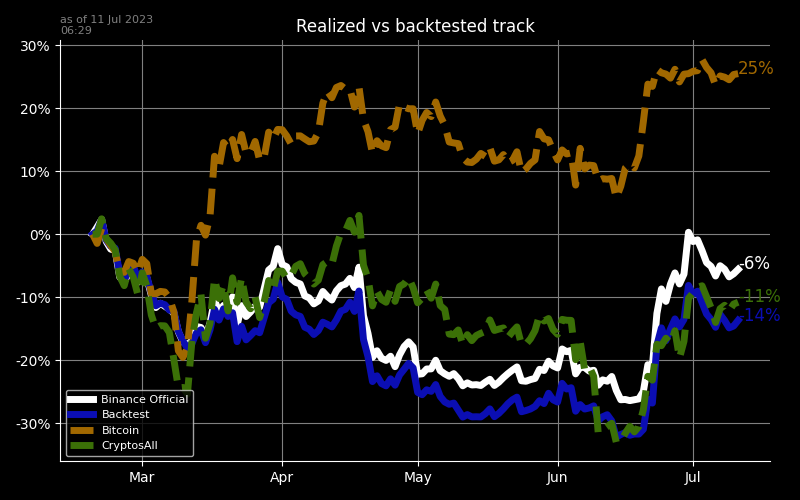 as of 11 Jul 2023
06:29
Realized vs backtested track
30%
20%
10%
0%
-10%
-20%
-30%
25%
-6%
-11%
-14%
Binance Official
Backtest
Bitcoin
CryptosAll
Mar
Apr
May
Jun
Jul